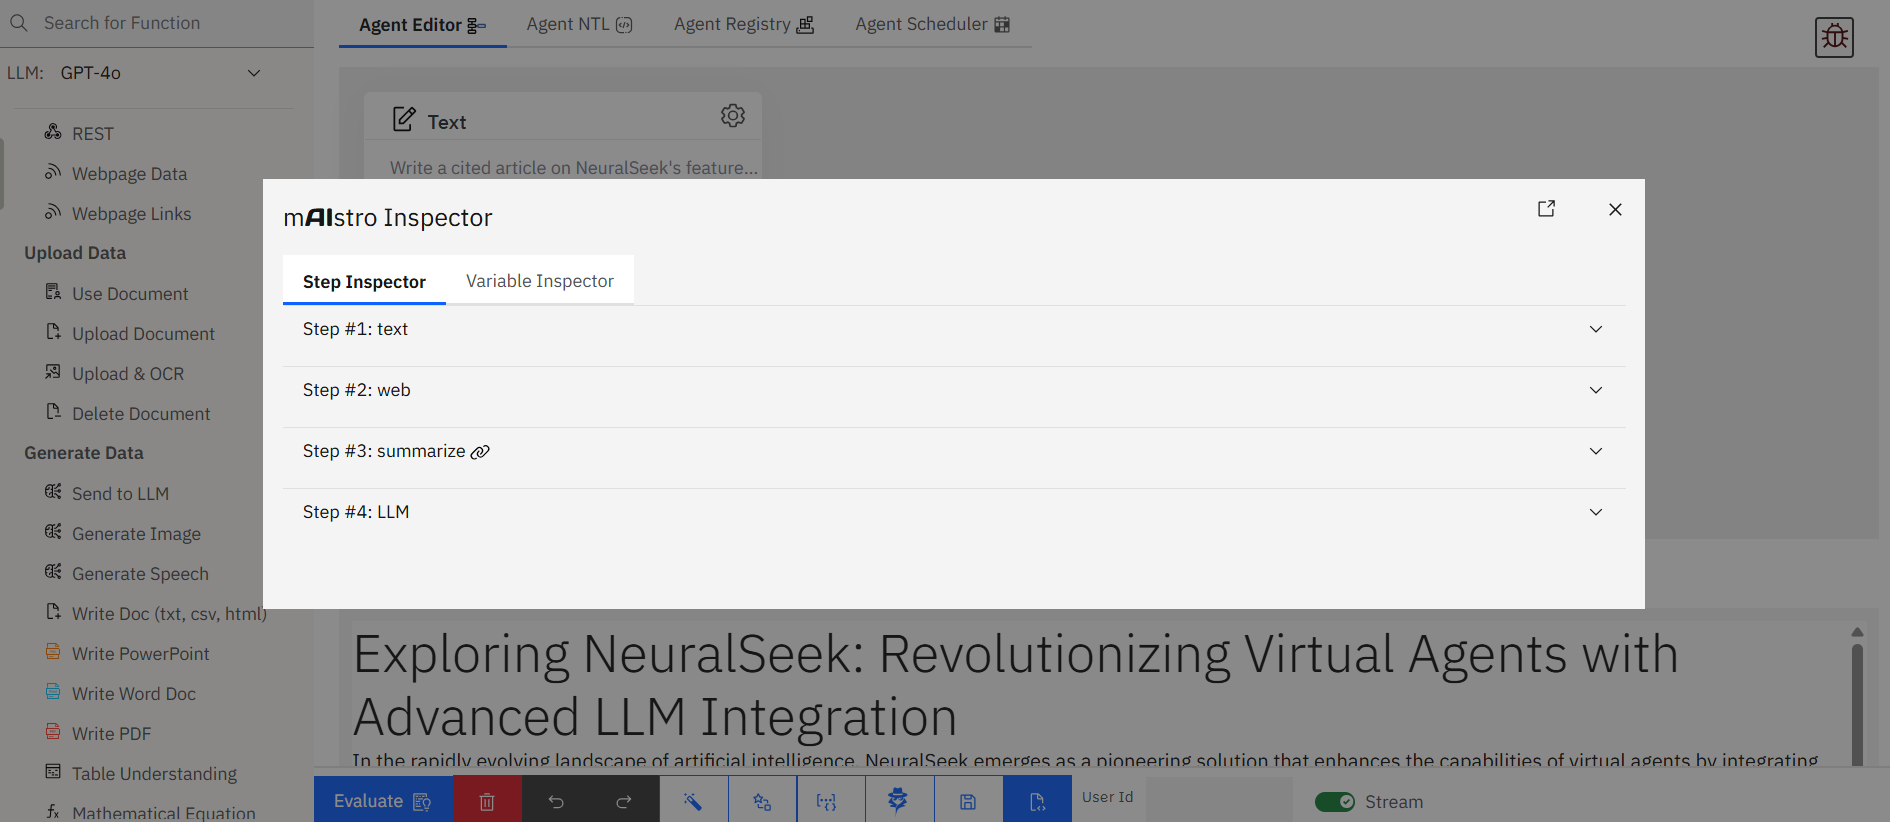 Search for Function
LLM: GPT-4o
REST
Webpage Data
Webpage Links
Upload Data
Use Document
Upload Document
Upload & OCR
Delete Document
Generate Data
Send to LLM
Generate Image
Generate Speech
Write Doc (txt, csv, html)
Write PowerPoint
Write Word Doc
Write PDF
Table Understanding
Mathematical Equation
Agent Editor
Agent NTL
Agent Registry
Agent Scheduler
Text
Write a cited article on NeuralSeek's feature...
mAIstro Inspector
Step Inspector
Variable Inspector
Step #1: text
Step #2: web
Step #3: summarize
Step #4: LLM
Exploring NeuralSeek: Revolutionizing Virtual Agents with
Advanced LLM Integration
In the rapidly evolving landscape of artificial intelligence, NeuralSeek emerges as a pioneering solution that enhances the capabilities of virtual agents by integrating
Evaluate
User Id
Stream